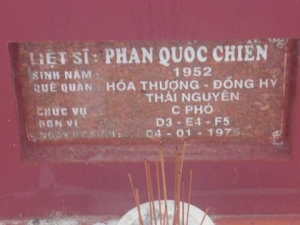 LIỆT SĨ : PHAN QUỐC CHIẾN
SINH NĂM : 1952
QUÊ QUÁN : HÓA THƯỢNG - ĐỒNG HỶ
THÁI NGUYÊN
CHỨC VỤ : C PHÓ
ĐƠN VỊ : D3 - E4 - F5
04 - 01 - 1975